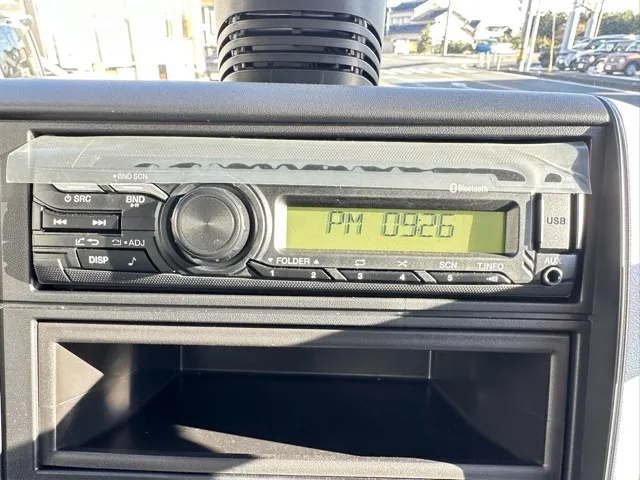 • BND SCN
Bluetooth
SRC
BND
PM 09:26
USB
• ADJ
DISP
▼ FOLDER ▲
SCN
T.INFO
AUX
1 2 3 4 5